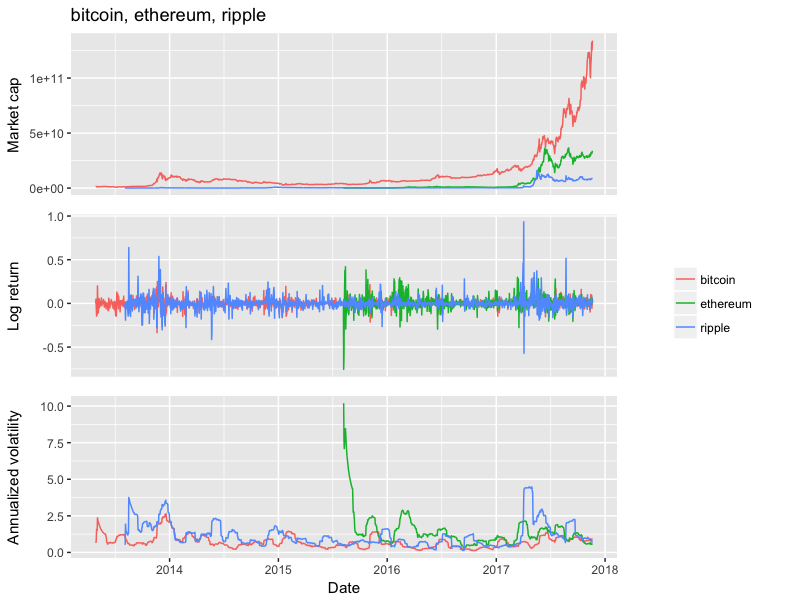 bitcoin, ethereum, ripple
Market cap
1e+11
5e+10
0e+00
Log return
1.0
0.5
0.0
-0.5
bitcoin
ethereum
ripple
Annualized volatility
10.0
7.5
5.0
2.5
0.0
2014 2015 2016 2017 2018
Date